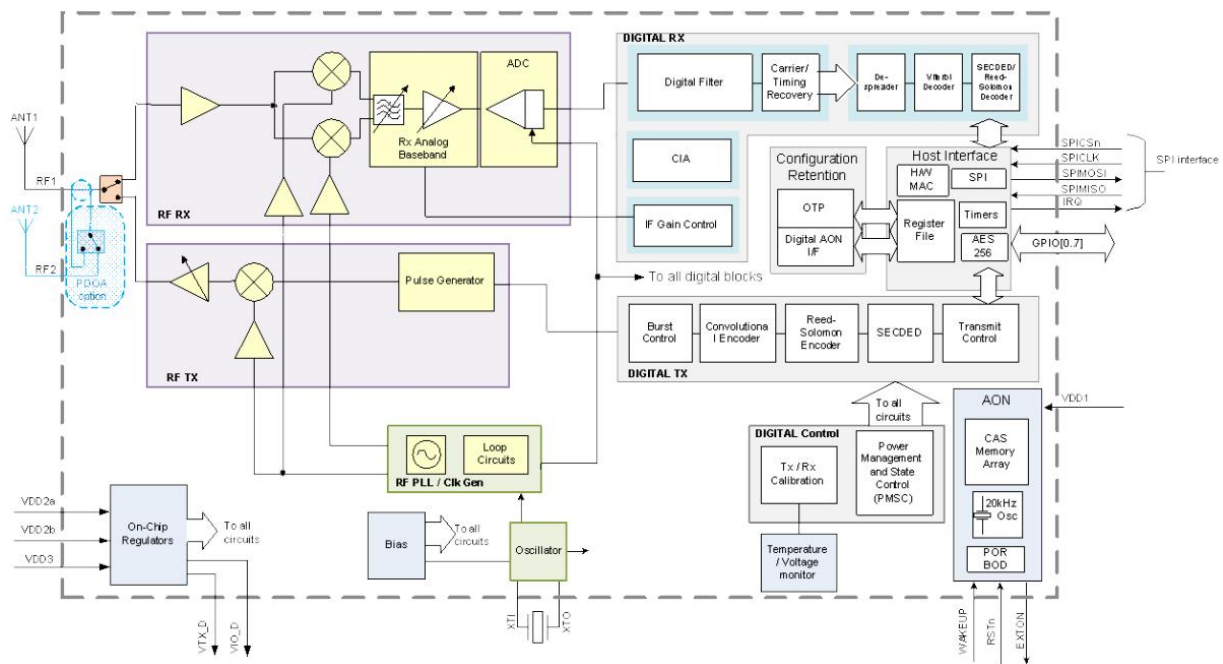 DIGITAL RX
ADC
Digital Filter
Carrier/
Timing
Recovery
De-
spreader
Viterbi
Decoder
SECDED/
Reed-
Solomon
Decoder
ANT1
RF1
ANT2
RF2
PDOA
option
Rx Analog
Baseband
RF RX
CIA
IF Gain Control
Configuration
Retention
OTP
Digital AON
I/F
Host Interface
H/W
MAC
SPI
Register
File
Timers
AES
256
SPICSn
SPICLK
SPIMOSI
SPIMISO
IRQ
SPI interface
GPIO[0..7]
To all digital blocks
Pulse Generator
RF TX
Burst
Control
Convolutiona
l Encoder
Reed-
Solomon
Encoder
SECDED
Transmit
Control
DIGITAL TX
To all
circuits
DIGITAL Control
Tx / Rx
Calibration
Power
Management
and State
Control
(PMSC)
Temperature
/ Voltage
monitor
AON
VDD1
CAS
Memory
Array
20kHz
Osc
POR
BOD
WAKEUP
RSTn
EXTON
Loop
Circuits
RF PLL / Clk Gen
VDD2a
VDD2b
VDD3
On-Chip
Regulators
To all
circuits
VTX_D
VIO_D
Bias
To all
circuits
Oscillator
XTI
XTO